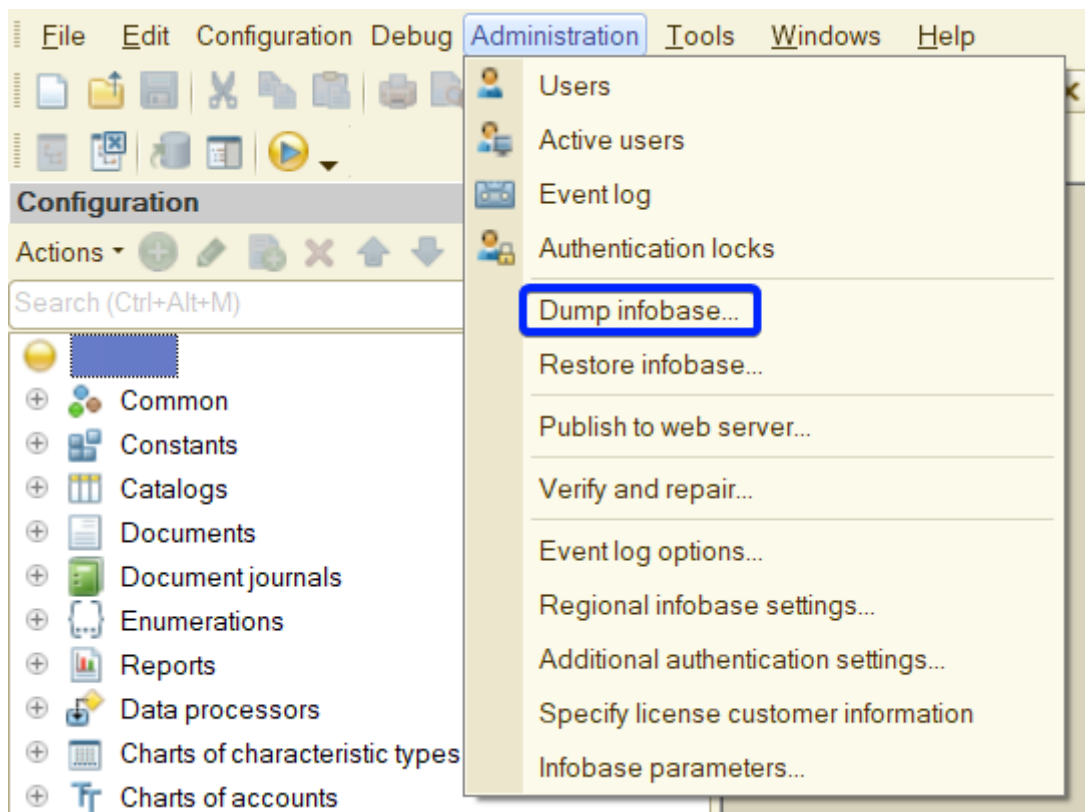 File Edit Configuration Debug Administration Tools Windows Help
Users
Active users
Event log
Authentication locks
Dump infobase...
Restore infobase...
Publish to web server...
Verify and repair...
Event log options...
Regional infobase settings...
Additional authentication settings...
Specify license customer information
Infobase parameters...
Configuration
Actions
Search (Ctrl+Alt+M)
Common
Constants
Catalogs
Documents
Document journals
Enumerations
Reports
Data processors
Charts of characteristic types
Charts of accounts